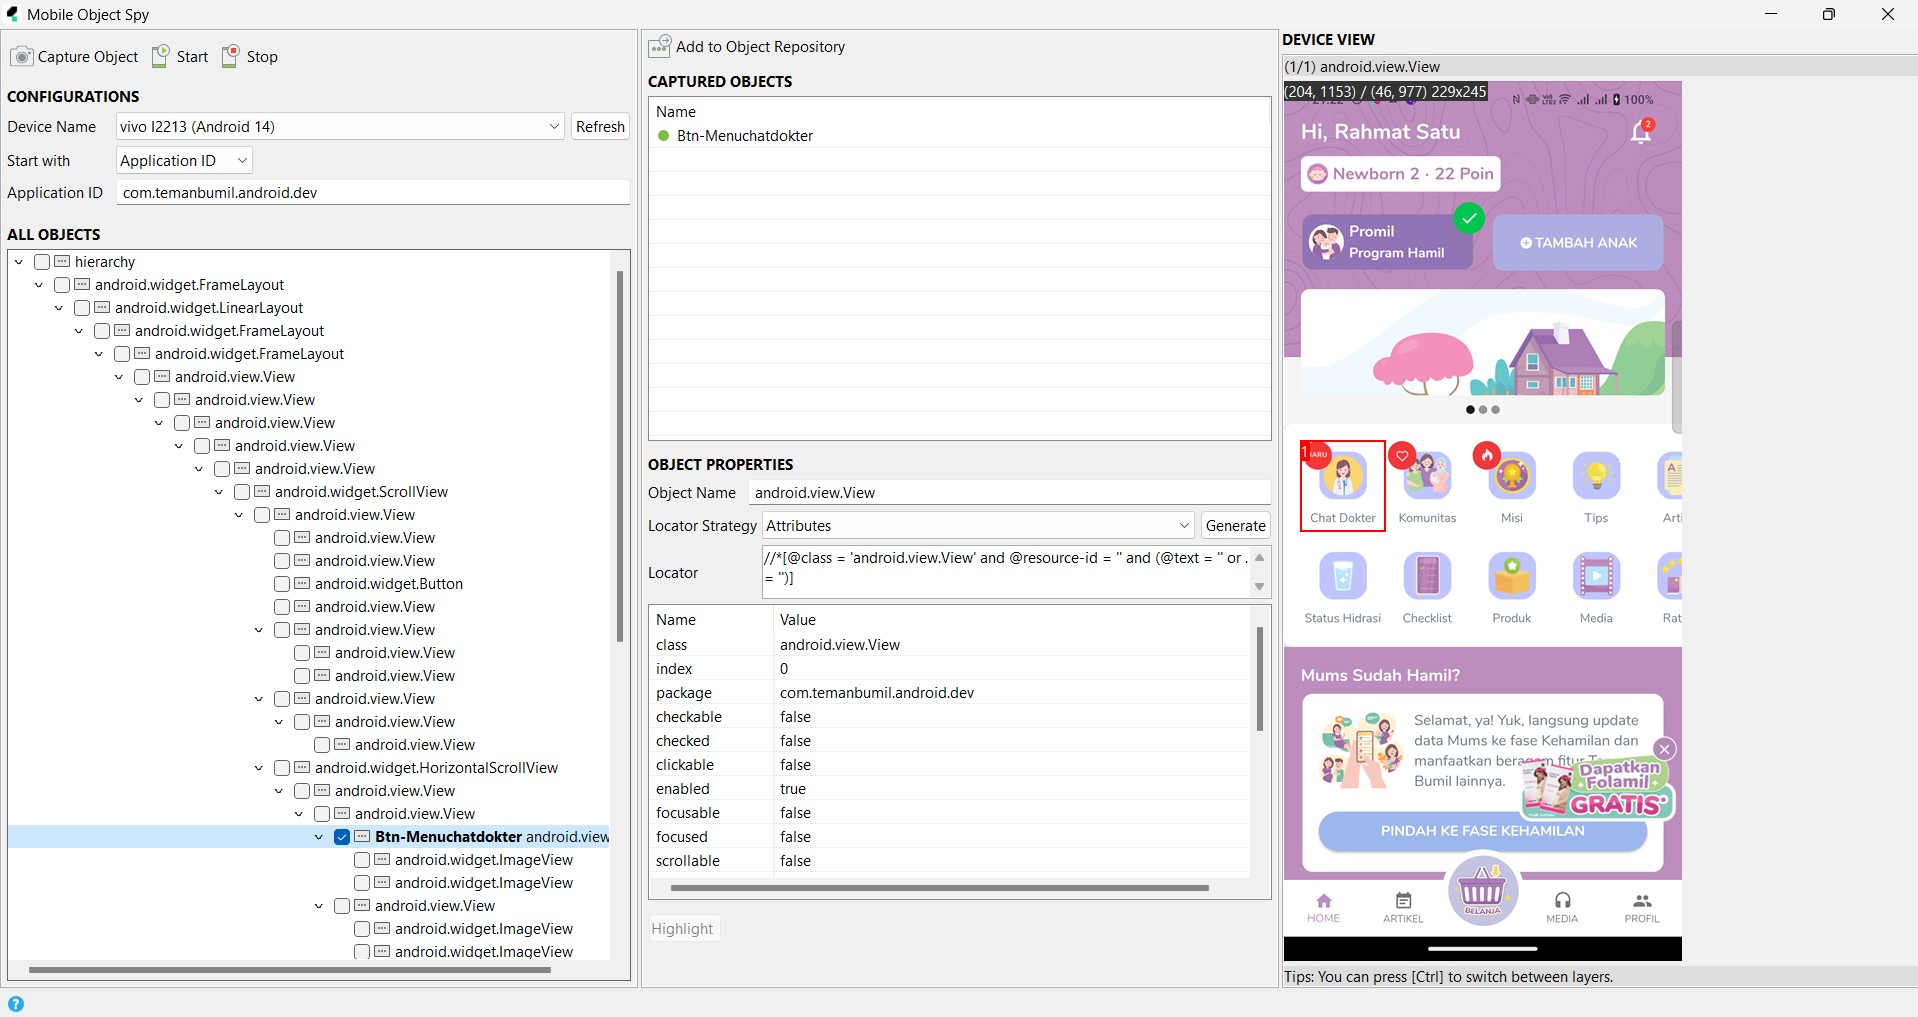 Mobile Object Spy
Capture Object
Start
Stop
CONFIGURATIONS
Device Name
vivo I2213 (Android 14)
Refresh
Start with
Application ID
Application ID
com.temanbumil.android.dev
ALL OBJECTS
hierarchy
android.widget.FrameLayout
android.widget.LinearLayout
android.widget.FrameLayout
android.widget.FrameLayout
android.view.View
android.view.View
android.view.View
android.view.View
android.view.View
android.widget.ScrollView
android.view.View
android.view.View
android.view.View
android.widget.Button
android.view.View
android.view.View
android.view.View
android.view.View
android.view.View
android.view.View
android.view.View
android.widget.HorizontalScrollView
android.view.View
android.view.View
Btn-Menuchatdokter android.view
android.widget.ImageView
android.widget.ImageView
android.view.View
android.widget.ImageView
android.widget.ImageView
Add to Object Repository
CAPTURED OBJECTS
Name
Btn-Menuchatdokter
OBJECT PROPERTIES
Object Name
android.view.View
Locator Strategy
Attributes
Generate
Locator
//*[@class = 'android.view.View' and @resource-id = '' and (@text = '' or .
= '')]
Name Value
class android.view.View
index 0
package com.temanbumil.android.dev
checkable false
checked false
clickable false
enabled true
focusable false
focused false
scrollable false
Highlight
DEVICE VIEW
(1/1) android.view.View
(204, 1153) / (46, 977) 229x245
100%
Hi, Rahmat Satu
2
Newborn 2 · 22 Poin
Promil
Program Hamil
TAMBAH ANAK
1
Chat Dokter
Komunitas
Misi
Tips
Arti
Status Hidrasi
Checklist
Produk
Media
Rat
Mums Sudah Hamil?
Selamat, ya! Yuk, langsung update
data Mums ke fase Kehamilan dan
manfaatkan beragam fitur
Bumil lainnya.
Dapatkan
Folamil
GRATIS*
PINDAH KE FASE KEHAMILAN
HOME
ARTIKEL
BELANJA
MEDIA
PROFIL
Tips: You can press [Ctrl] to switch between layers.